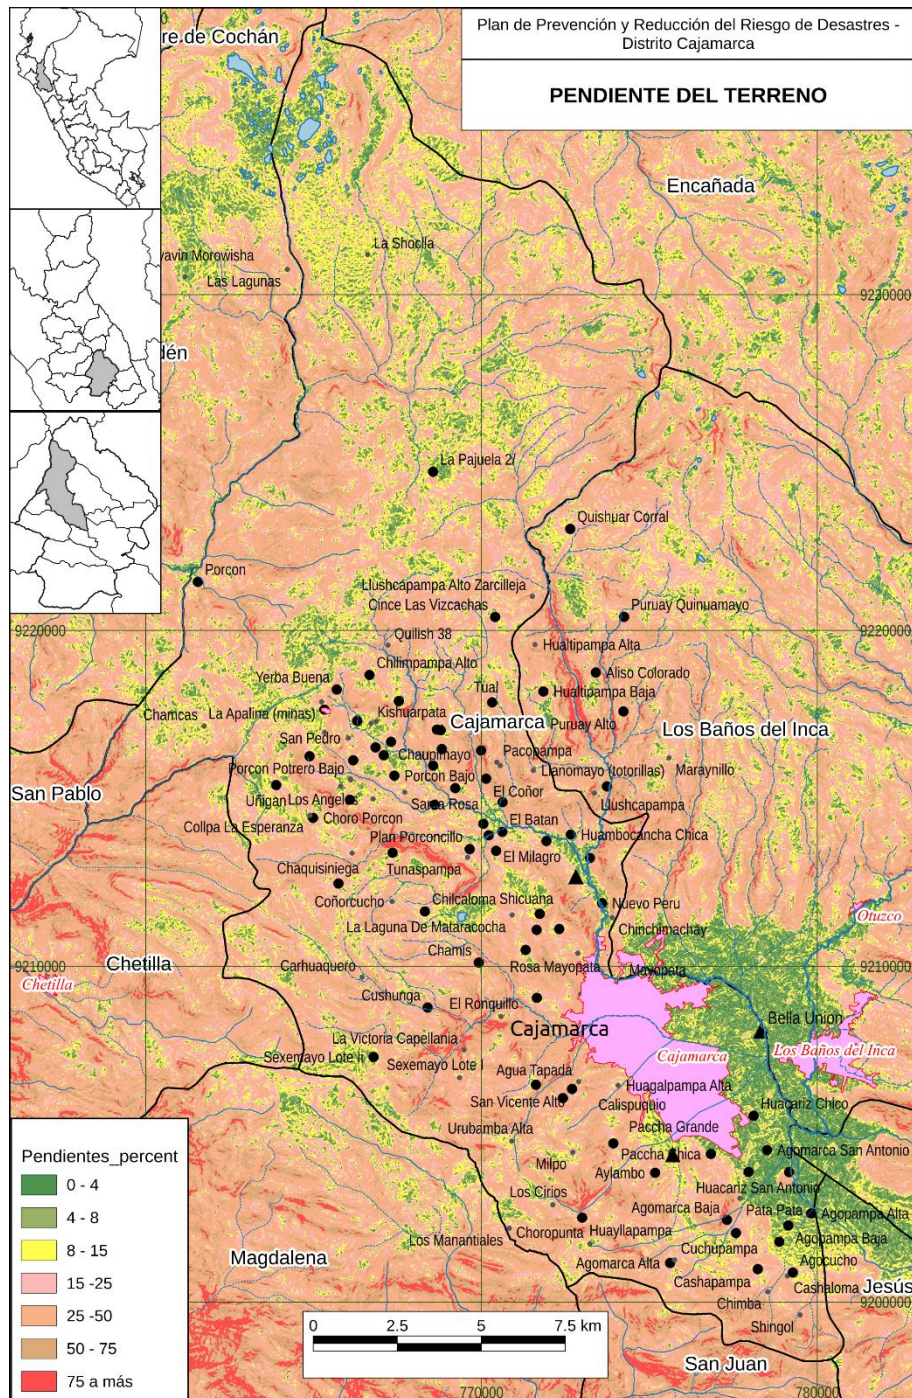 Plan de Prevención y Reducción del Riesgo de Desastres -
Distrito Cajamarca
PENDIENTE DEL TERRENO
re de Cochán
Encañada
La Shoclla
yavin Morowisha
Las Lagunas
9230000
dén
La Pajuela 2/
Quishuar Corral
Porcon
Llushcapampa Alto Zarcilleja
Cince Las Vizcachas
Puruay Quinuamayo
9220000
9220000
Quilish 38
Hualtipampa Alta
Chilimpampa Alto
Aliso Colorado
Yerba Buena
Tual
Hualtipampa Baja
Chamcas
La Apalina (minas)
Kishuarpata
Cajamarca
Puruay Alto
Los Baños del Inca
San Pedro
Chaupimayo
Pacopampa
Porcon Potrero Bajo
Porcon Bajo
Llanomayo (totorillas)
Maraynillo
San Pablo
Uñigan
Los Angeles
Santa Rosa
El Coñor
Llushcapampa
Collpa La Esperanza
Choro Porcon
El Batan
Plan Porconcillo
Huambocancha Chica
Chaquisiniega
Tunaspampa
El Milagro
Coñorcucho
Chilcaloma Shicuana
Nuevo Peru
Otuzco
La Laguna De Mataracocha
Chinchimachay
Chamis
Chetilla
9210000
Carhuaquero
Rosa Mayopata
Mayopata
9210000
Chetilla
Cushunga
El Ronquillo
Cajamarca
Bella Union
La Victoria Capellania
Cajamarca
Los Baños del Inca
Sexemayo Lote Ii
Sexemayo Lote I
Agua Tapada
Huagalpampa Alta
San Vicente Alto
Calispuquio
Huacariz Chico
Urubamba Alta
Paccha Grande
Milpo
Paccha Chica
Agomarca San Antonio
Aylambo
Los Cirios
Huacariz San Antonio
Agomarca Baja
Pata Pata
Agopampa Alta
Los Manantiales
Choropunta
Huayllapampa
Agopampa Baja
Magdalena
Cuchupampa
Agocucho
Agomarca Alta
Cashapampa
Cashaloma
Jesús
Chimba
9200000
Shingol
San Juan
770000
780000
Pendientes_percent
0 - 4
4 - 8
8 - 15
15 -25
25 -50
50 - 75
75 a más
0 2.5 5 7.5 km